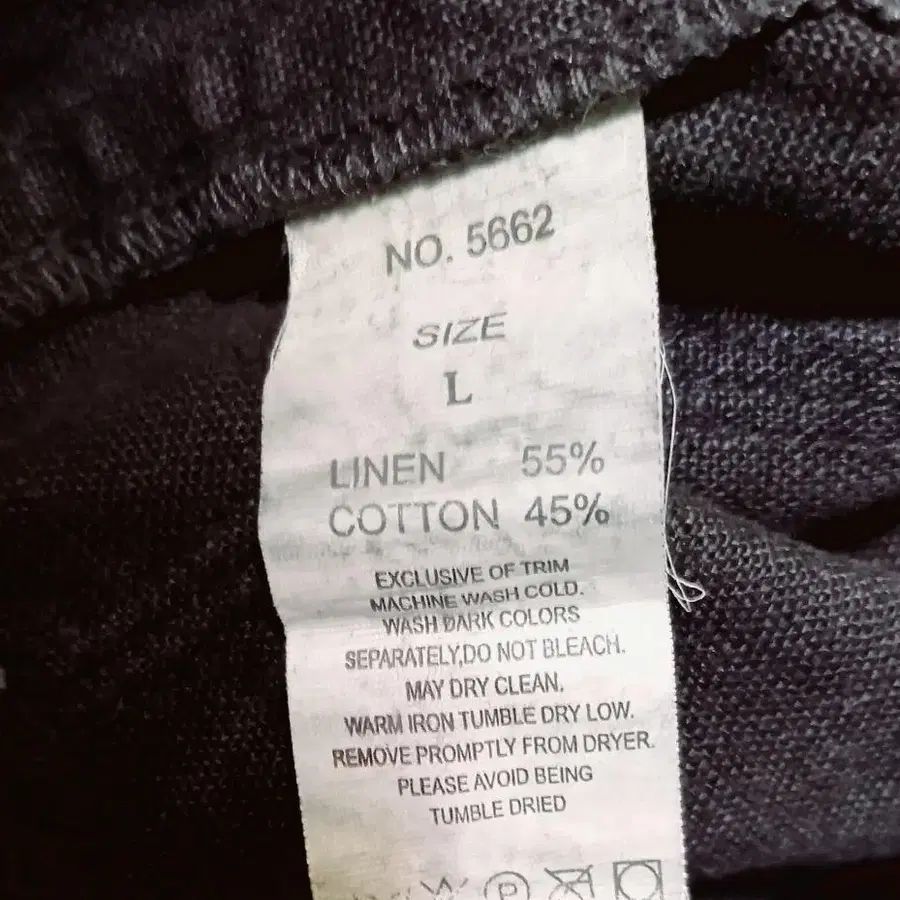 NO. 5662
SIZE
L
LINEN 55%
COTTON 45%
EXCLUSIVE OF TRIM
MACHINE WASH COLD.
WASH DARK COLORS
SEPARATELY,DO NOT BLEACH.
MAY DRY CLEAN.
WARM IRON TUMBLE DRY LOW.
REMOVE PROMPTLY FROM DRYER.
PLEASE AVOID BEING
TUMBLE DRIED
P